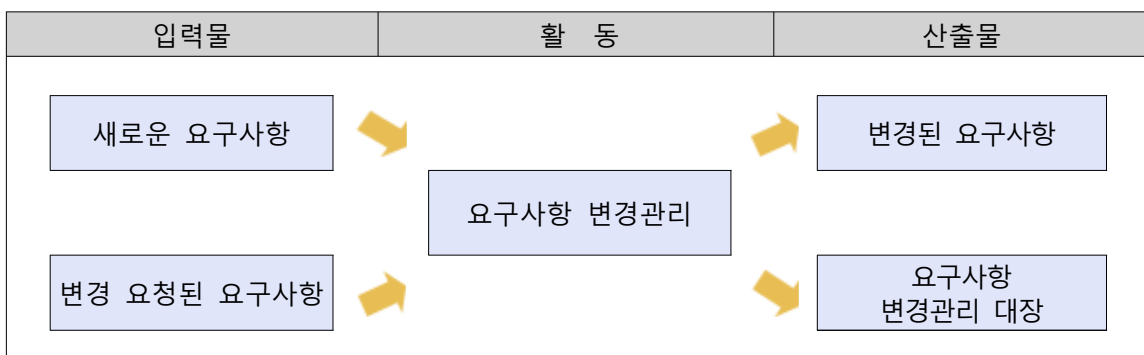 입력물
활 동
산출물
새로운 요구사항
변경된 요구사항
요구사항 변경관리
변경 요청된 요구사항
요구사항
변경관리 대장